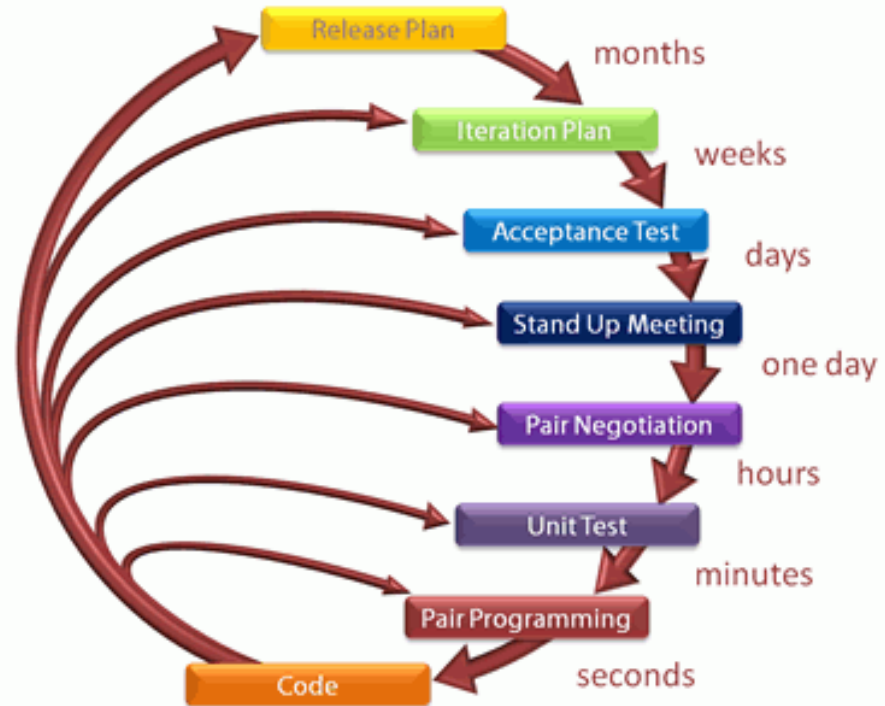 Release Plan
months
Iteration Plan
weeks
Acceptance Test
days
Stand Up Meeting
one day
Pair Negotiation
hours
Unit Test
minutes
Pair Programming
seconds
Code